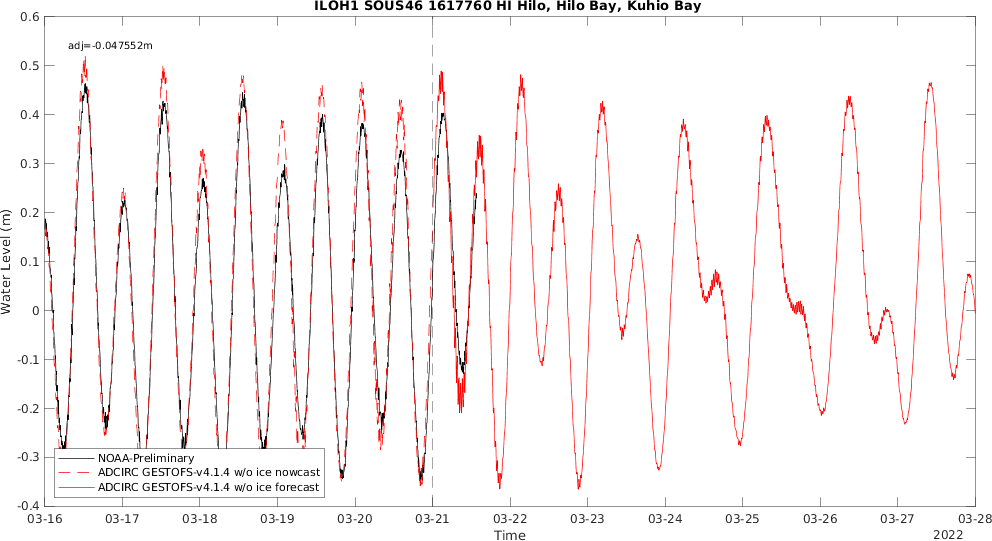 ILOH1 SOUS46 1617760 HI Hilo, Hilo Bay, Kuhio Bay
adj=-0.047552m
0.6
0.5
0.4
0.3
0.2
0.1
0
-0.1
-0.2
-0.3
-0.4
Water Level (m)
NOAA-Preliminary
ADCIRC GESTOFS-v4.1.4 w/o ice nowcast
ADCIRC GESTOFS-v4.1.4 w/o ice forecast
03-16 03-17 03-18 03-19 03-20 03-21 03-22 03-23 03-24 03-25 03-26 03-27 03-28
Time
2022